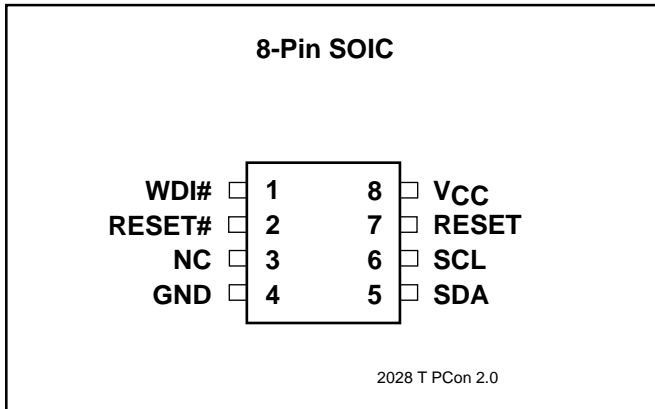 8-Pin SOIC
WDI# 1 8 VCC
RESET# 2 7 RESET
NC 3 6 SCL
GND 4 5 SDA
2028 T PCon 2.0